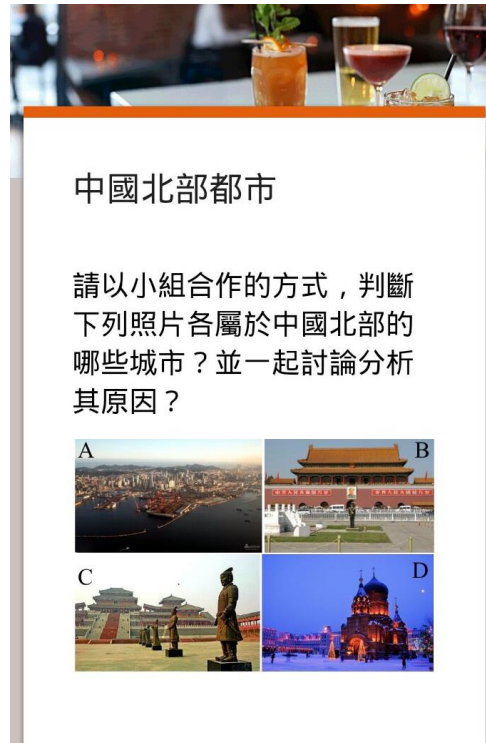 中國北部都市
請以小組合作的方式，判斷
下列照片各屬於中國北部的
哪些城市？並一起討論分析
其原因？
A
B
C
D